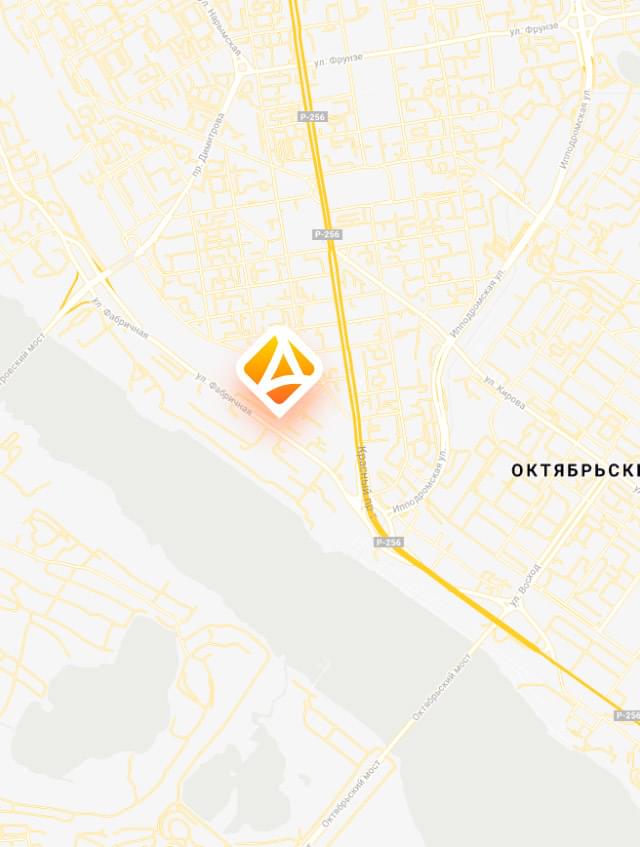 ул. Нарымская
ул. Фрунзе
ул. Фрунзе
Р-256
Ипподромская ул.
пр. Димитрова
Р-256
Ипподромская ул.
ул. Фабричная
ровский мост
ул. Фабричная
ул. Кирова
Красный пр.
ОКТЯБРЬСКИ
Ипподромская ул.
Р-256
ул. Восход
Октябрьский мост
Р-256
Октябрьский мост